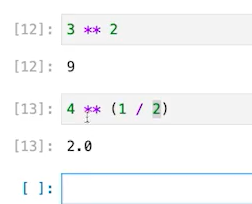 [12]: 3 ** 2
[12]: 9
[13]: 4 ** (1 / 2)
[13]: 2.0
[ ]: